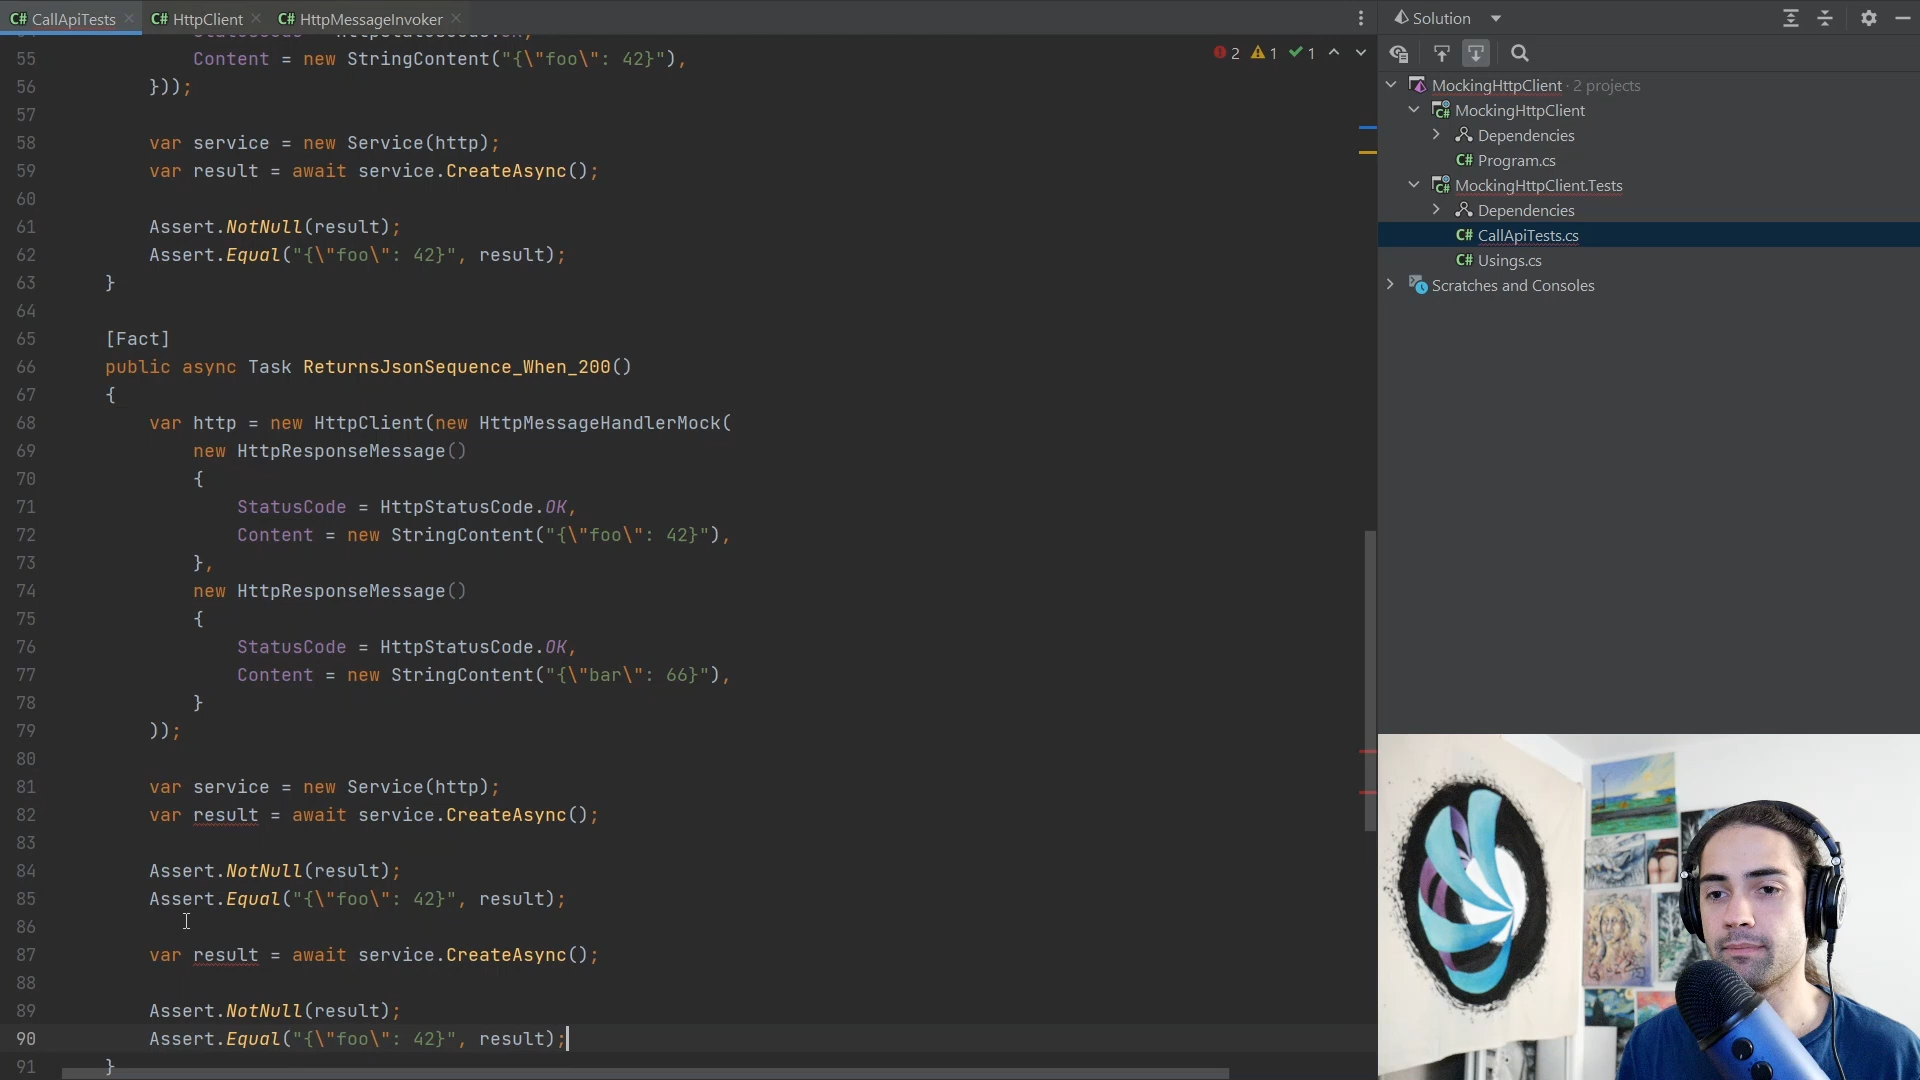 C# CallApiTests
C# HttpClient
C# HttpMessageInvoker
2 1 1
55 Content = new StringContent("{\"foo\": 42}"),
56 }));
57
58 var service = new Service(http);
59 var result = await service.CreateAsync();
60
61 Assert.NotNull(result);
62 Assert.Equal("{\"foo\": 42}", result);
63 }
64
65 [Fact]
66 public async Task ReturnsJsonSequence_When_200()
67 {
68 var http = new HttpClient(new HttpMessageHandlerMock(
69 new HttpResponseMessage()
70 {
71 StatusCode = HttpStatusCode.OK,
72 Content = new StringContent("{\"foo\": 42}"),
73 },
74 new HttpResponseMessage()
75 {
76 StatusCode = HttpStatusCode.OK,
77 Content = new StringContent("{\"bar\": 66}"),
78 }
79 ));
80
81 var service = new Service(http);
82 var result = await service.CreateAsync();
83
84 Assert.NotNull(result);
85 Assert.Equal("{\"foo\": 42}", result);
86
87 var result = await service.CreateAsync();
88
89 Assert.NotNull(result);
90 Assert.Equal("{\"foo\": 42}", result);
91 }
Solution
MockingHttpClient · 2 projects
C# MockingHttpClient
Dependencies
C# Program.cs
C# MockingHttpClient.Tests
Dependencies
C# CallApiTests.cs
C# Usings.cs
Scratches and Consoles